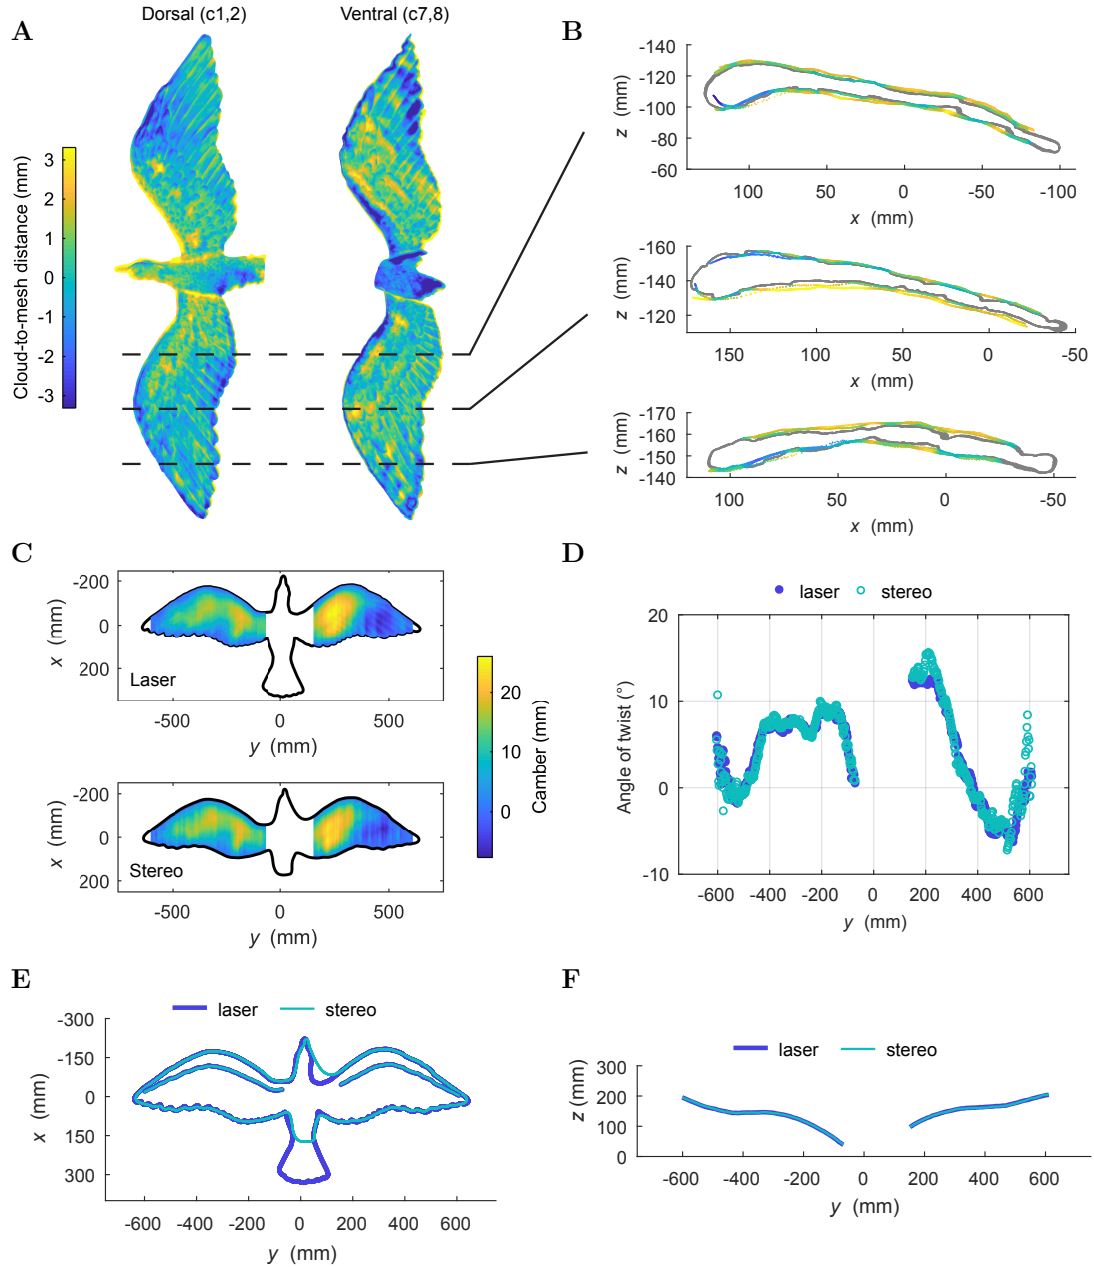 A
Dorsal (c1,2)
Ventral (c7,8)
Cloud-to-mesh distance (mm)
3
2
1
0
-1
-2
-3
B
-140
-120
-100
-80
-60
z (mm)
100
50
0
-50
-100
x (mm)
-160
-140
-120
z (mm)
150
100
50
0
-50
x (mm)
-170
-160
-150
-140
z (mm)
100
50
0
-50
x (mm)
C
-200
0
200
x (mm)
Laser
-500
0
500
y (mm)
-200
0
200
x (mm)
Stereo
-500
0
500
y (mm)
20
10
0
Camber (mm)
D
laser
stereo
20
10
0
-10
Angle of twist (°)
-600
-400
-200
0
200
400
600
y (mm)
E
laser
stereo
-300
-150
0
150
300
x (mm)
-600
-400
-200
0
200
400
600
y (mm)
F
laser
stereo
300
200
100
0
z (mm)
-600
-400
-200
0
200
400
600
y (mm)